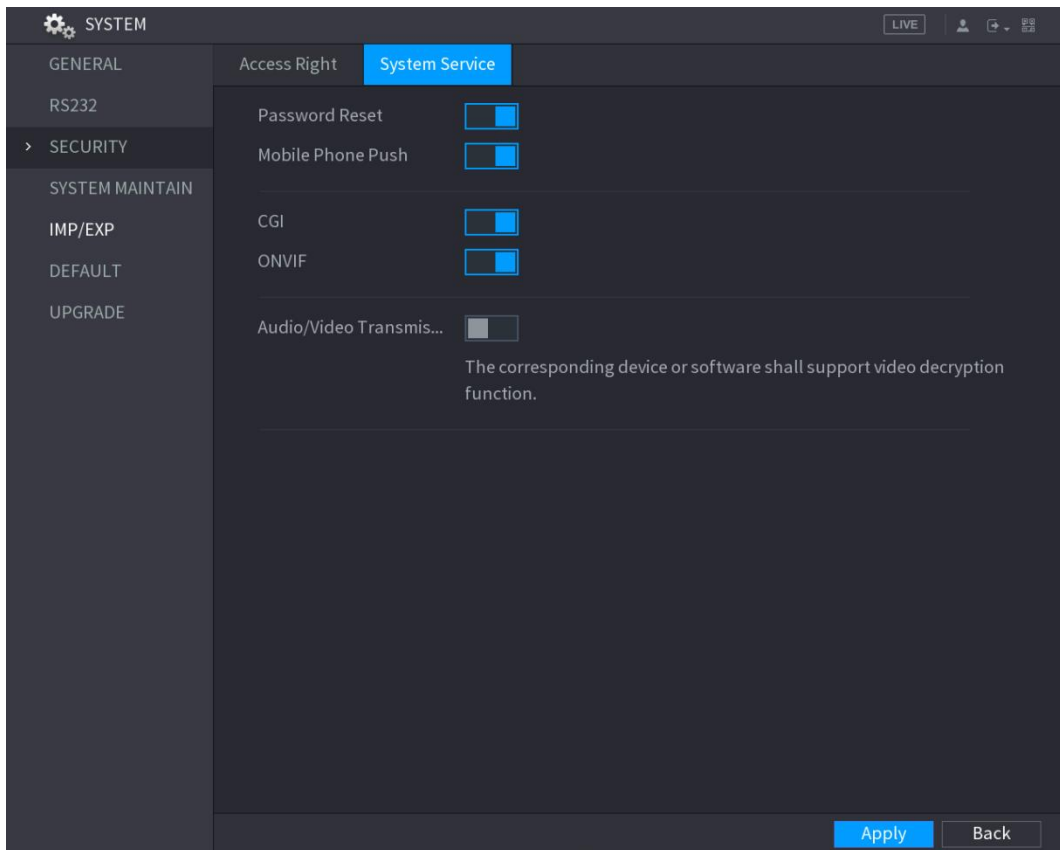 SYSTEM
LIVE
GENERAL
RS232
SECURITY
SYSTEM MAINTAIN
IMP/EXP
DEFAULT
UPGRADE
Access Right
System Service
Password Reset
Mobile Phone Push
CGI
ONVIF
Audio/Video Transmis...
The corresponding device or software shall support video decryption
function.
Apply
Back